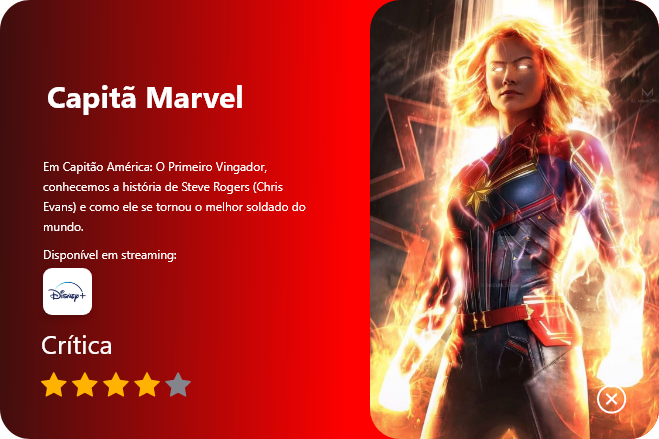 Capitã Marvel
Em Capitão América: O Primeiro Vingador,
conhecemos a história de Steve Rogers (Chris
Evans) e como ele se tornou o melhor soldado do
mundo.
Disponível em streaming:
Disney+
Crítica